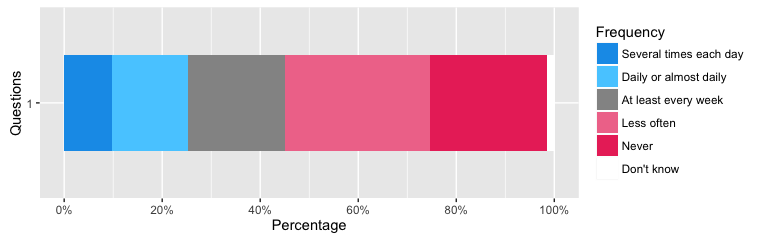 Questions
1
0%
20%
40%
60%
80%
100%
Percentage
Frequency
Several times each day
Daily or almost daily
At least every week
Less often
Never
Don't know